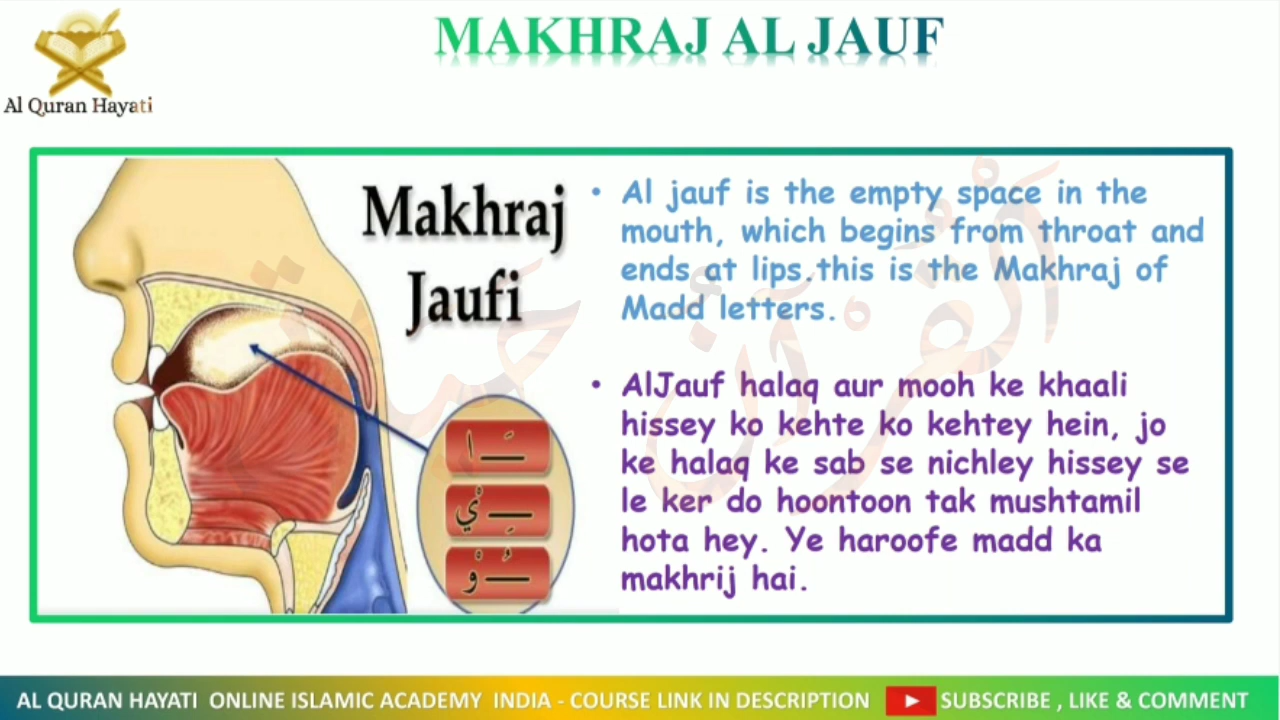 MAKHRAJ AL JAUF
Al Quran Hayati
Makhraj
Jaufi
ـَـ ا
ـِـ يْ
ـُـ وْ
• Al jauf is the empty space in the
mouth, which begins from throat and
ends at lips.this is the Makhraj of
Madd letters.
• AlJauf halaq aur mooh ke khaali
hissey ko kehte ko kehtey hein, jo
ke halaq ke sab se nichley hissey se
le ker do hoontoon tak mushtamil
hota hey. Ye haroofe madd ka
makhrij hai.
القُرْآن حياتي
AL QURAN HAYATI ONLINE ISLAMIC ACADEMY INDIA - COURSE LINK IN DESCRIPTION SUBSCRIBE , LIKE & COMMENT